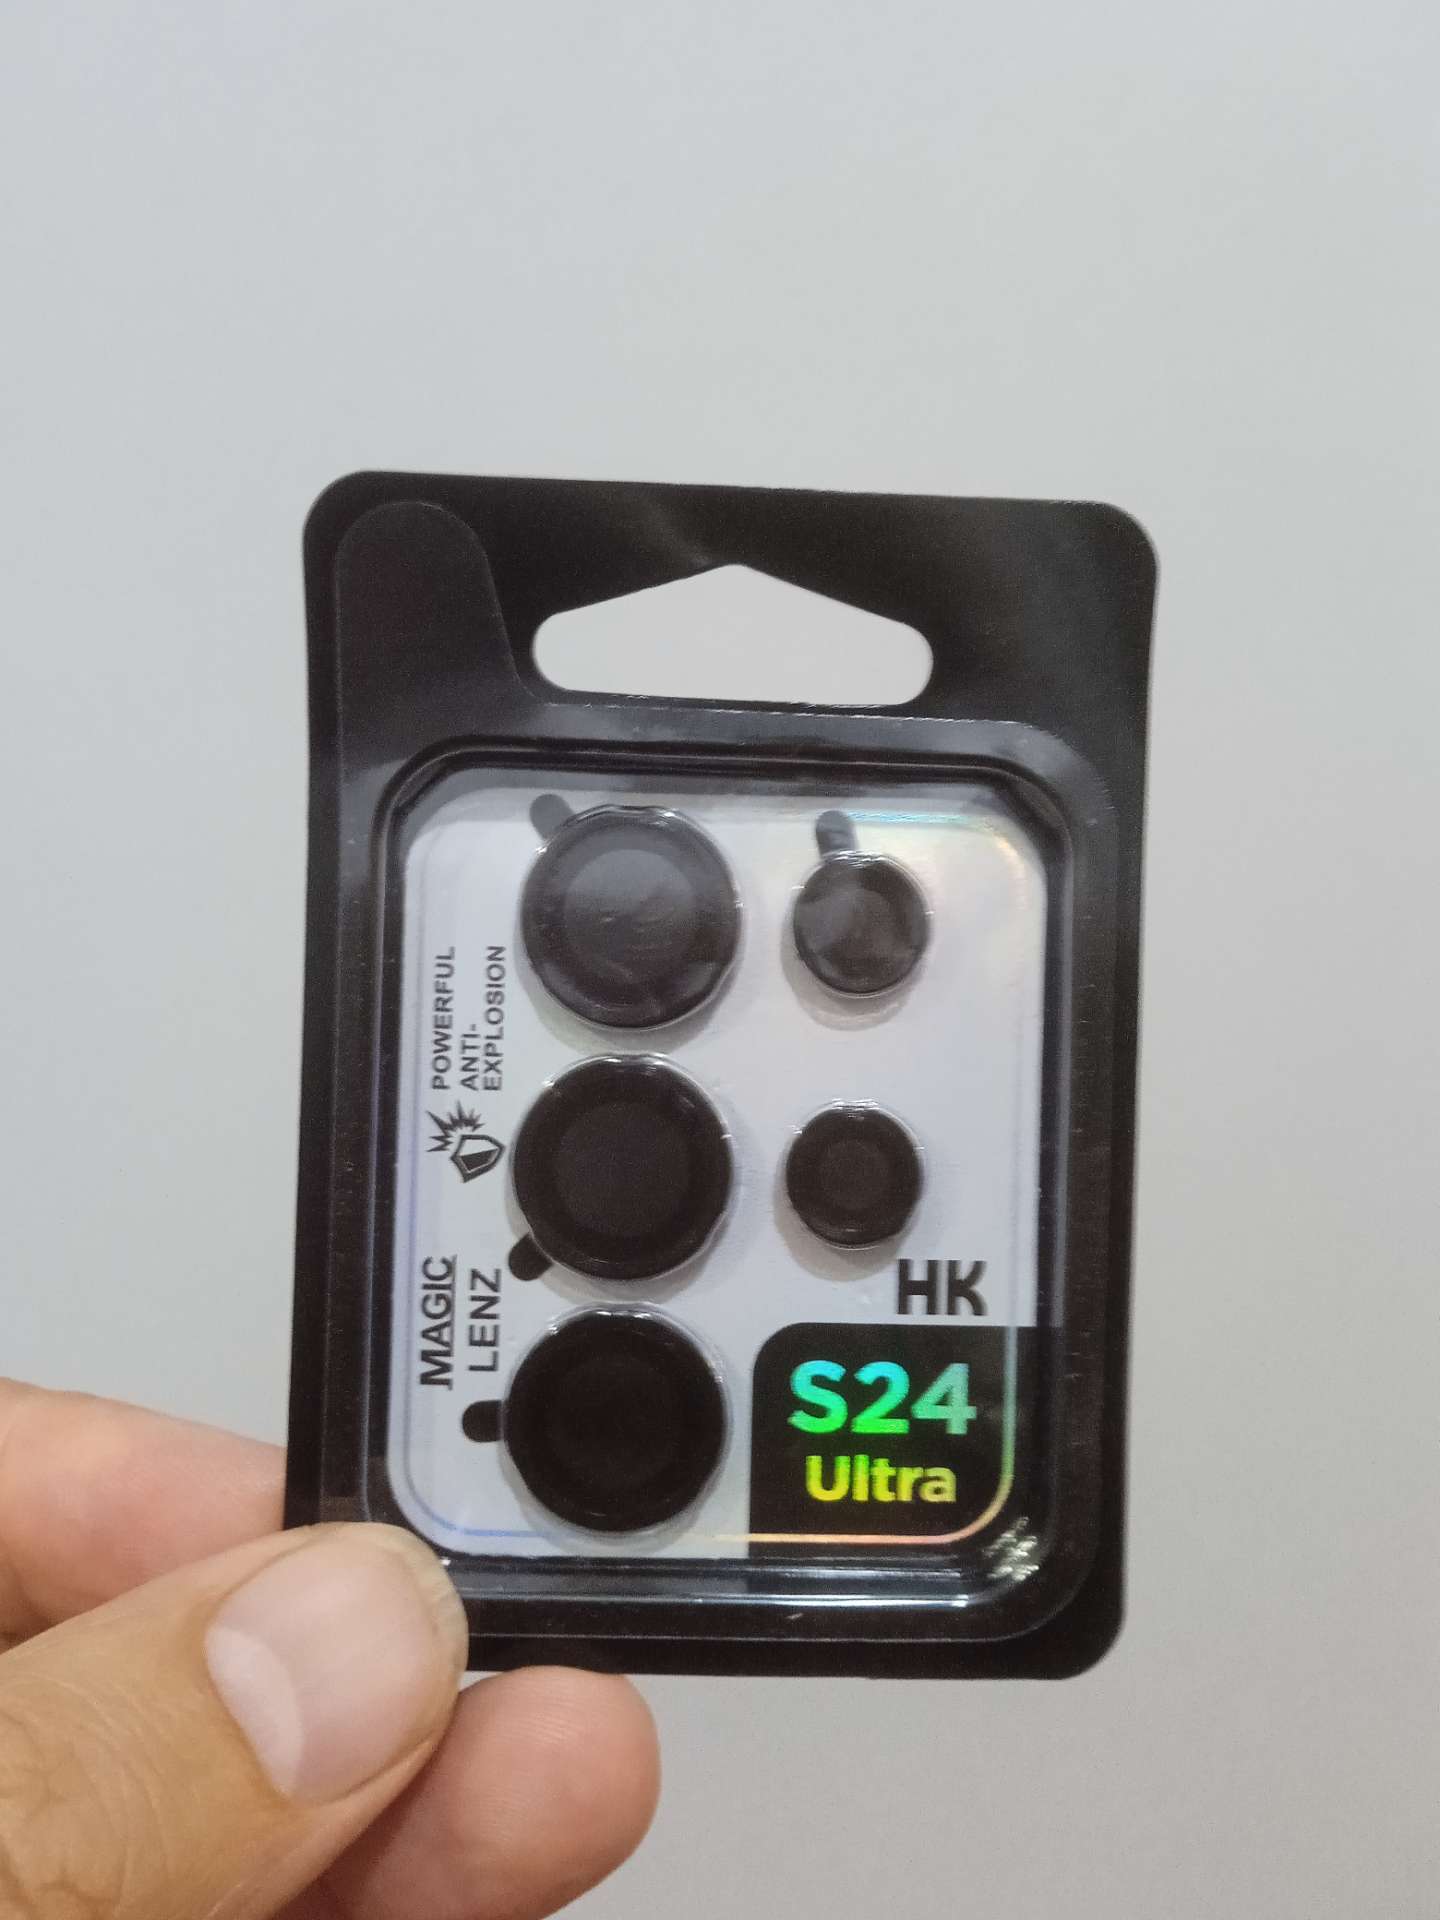 POWERFUL
ANTI-
EXPLOSION
MAGIC
LENZ
HK
S24
Ultra